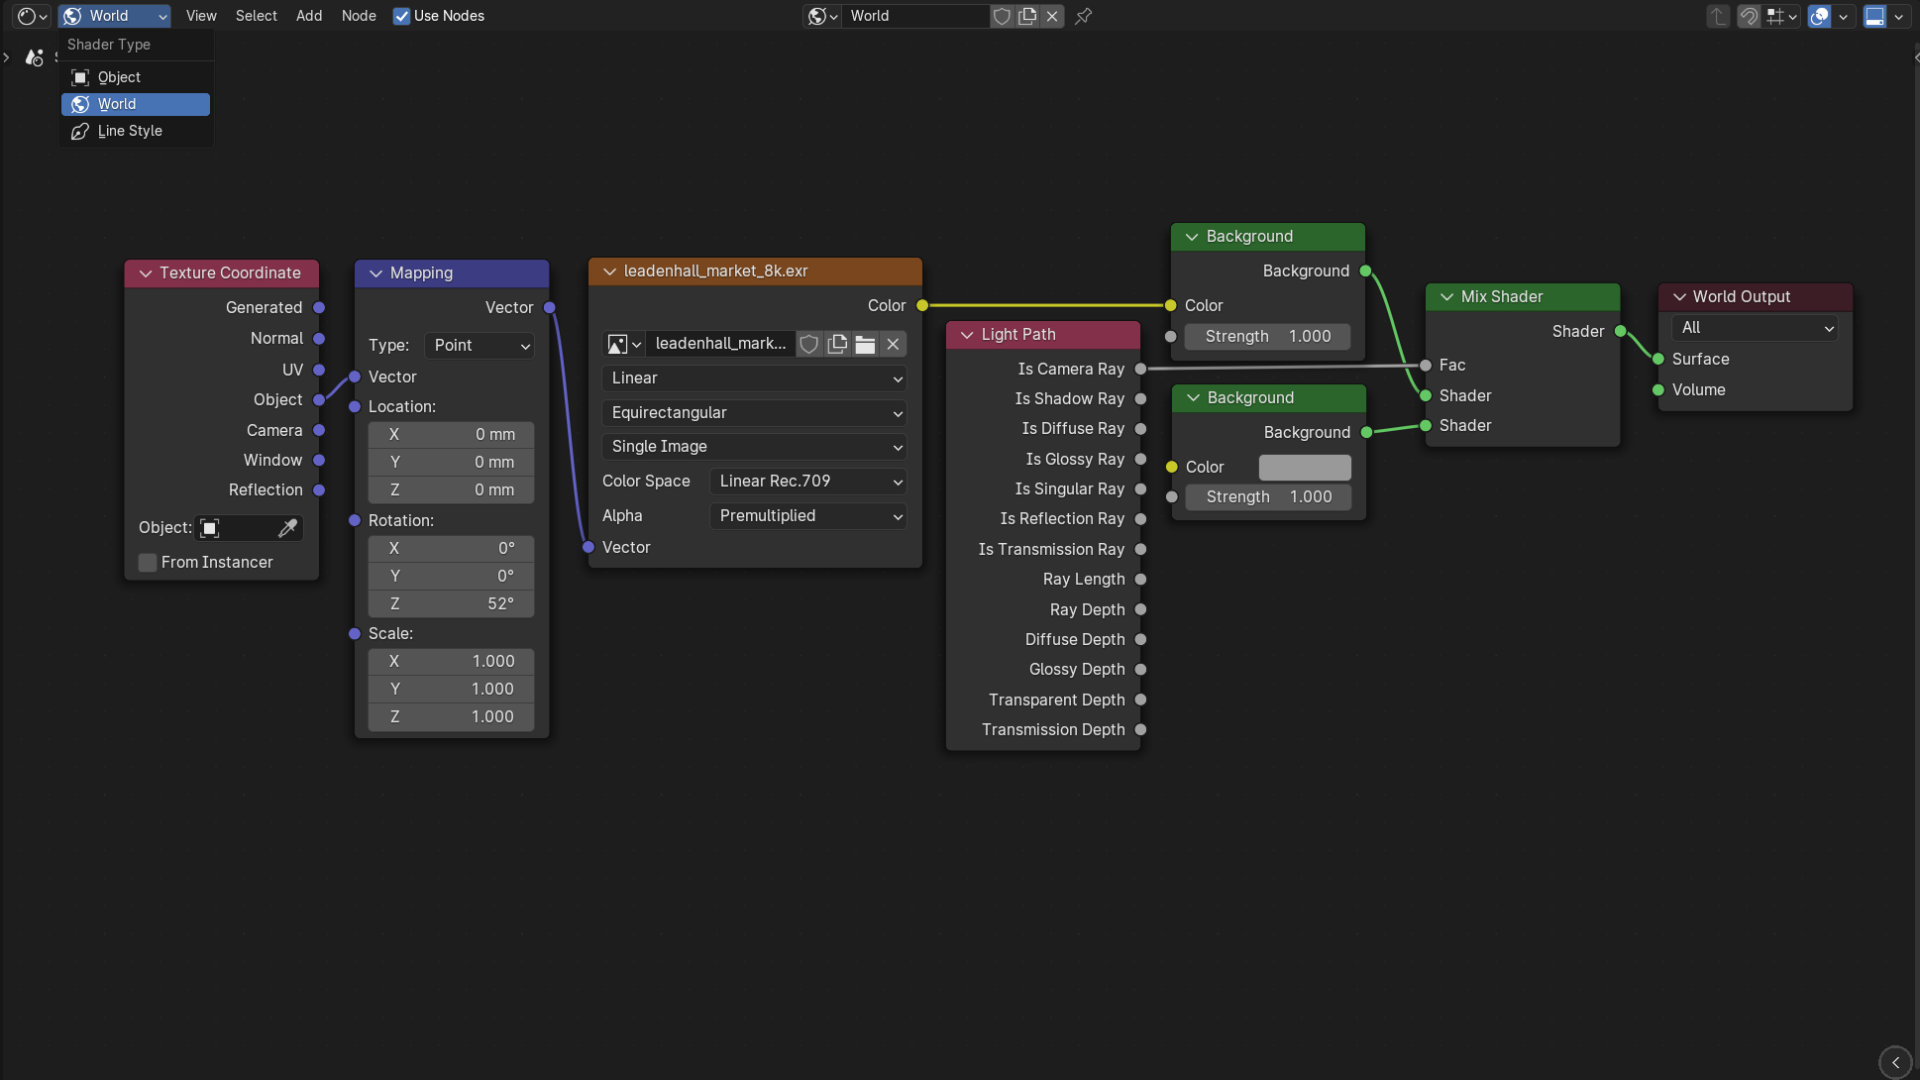 World View Select Add Node Use Nodes World
Shader Type
Object
World
Line Style
Texture Coordinate
Generated
Normal
UV
Object
Camera
Window
Reflection
Object:
From Instancer
Mapping
Vector
Type: Point
Vector
Location:
X 0 mm
Y 0 mm
Z 0 mm
Rotation:
X 0°
Y 0°
Z 52°
Scale:
X 1.000
Y 1.000
Z 1.000
leadenhall_market_8k.exr
Color
leadenhall_mark...
Linear
Equirectangular
Single Image
Color Space Linear Rec.709
Alpha Premultiplied
Vector
Light Path
Is Camera Ray
Is Shadow Ray
Is Diffuse Ray
Is Glossy Ray
Is Singular Ray
Is Reflection Ray
Is Transmission Ray
Ray Length
Ray Depth
Diffuse Depth
Glossy Depth
Transparent Depth
Transmission Depth
Background
Background
Color
Strength 1.000
Background
Background
Color
Strength 1.000
Mix Shader
Shader
Fac
Shader
Shader
World Output
All
Surface
Volume